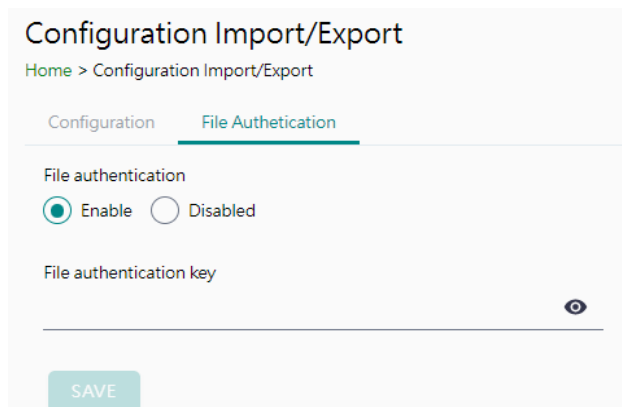 Configuration Import/Export
Home > Configuration Import/Export
Configuration File Authetication
File authentication
Enable Disabled
File authentication key
SAVE